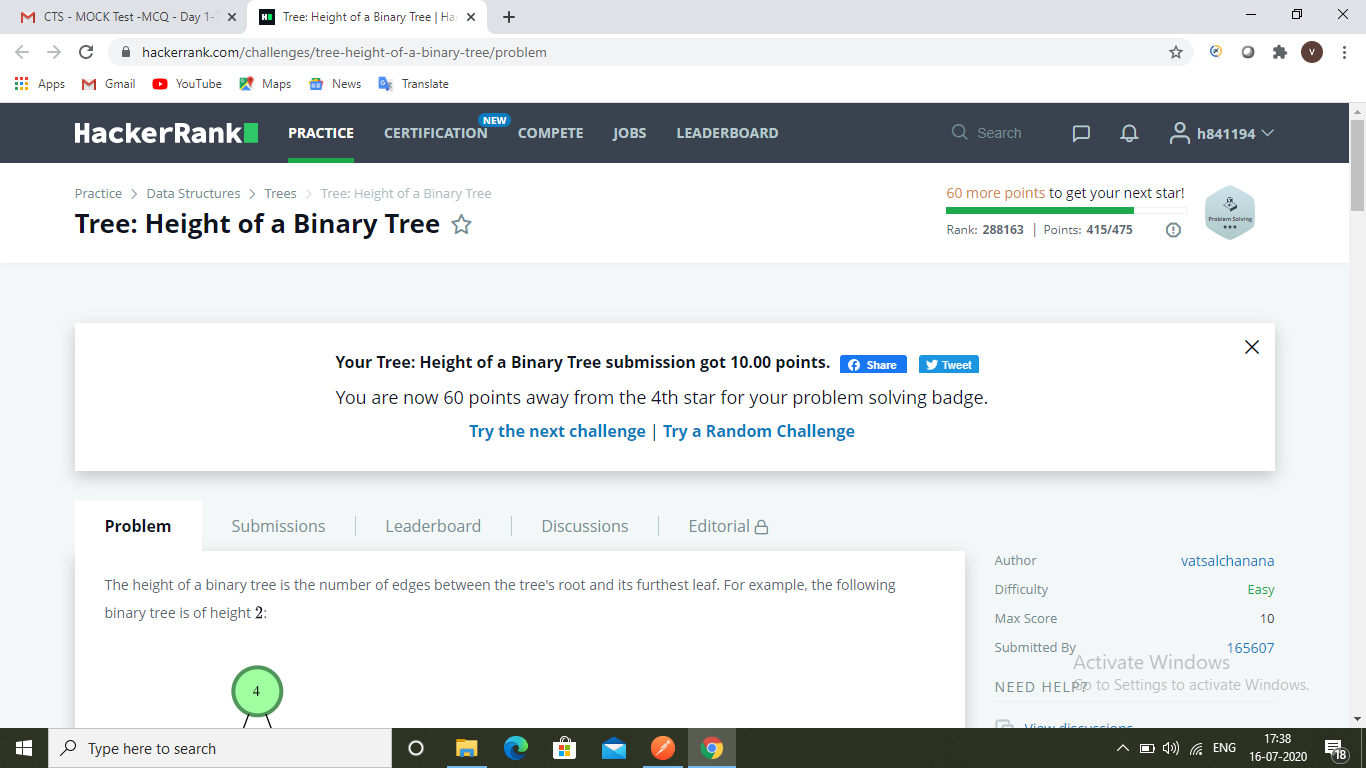 CTS - MOCK Test -MCQ - Day 1-
Tree: Height of a Binary Tree | Ha
hackerrank.com/challenges/tree-height-of-a-binary-tree/problem
V
Apps Gmail YouTube Maps News Translate
HackerRank PRACTICE CERTIFICATION NEW COMPETE JOBS LEADERBOARD Search h841194
Practice > Data Structures > Trees > Tree: Height of a Binary Tree
Tree: Height of a Binary Tree
60 more points to get your next star!
Rank: 288163 | Points: 415/475
Problem Solving
Your Tree: Height of a Binary Tree submission got 10.00 points. Share Tweet
You are now 60 points away from the 4th star for your problem solving badge.
Try the next challenge | Try a Random Challenge
Problem Submissions Leaderboard Discussions Editorial
The height of a binary tree is the number of edges between the tree's root and its furthest leaf. For example, the following
binary tree is of height 2:
4
Author vatsalchanana
Difficulty Easy
Max Score 10
Submitted By 165607
NEED HELP?
View discussions
Activate Windows
Go to Settings to activate Windows.
Type here to search
ENG
17:38
16-07-2020
18